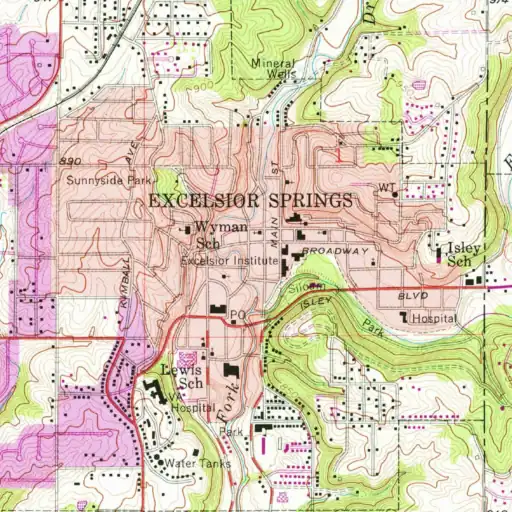 Mineral
Wells
890
AVE
Sunnyside Park
WT
EXCELSIOR SPRINGS
MAIN ST
Wyman
Sch
BROADWAY
Isley
Sch
Excelsior Institute
KIMBALL
Siloam
ISLEY
BLVD
PO
Park
Hospital
Lewis
Sch
VA
Hospital
Fork
Park
Water Tanks